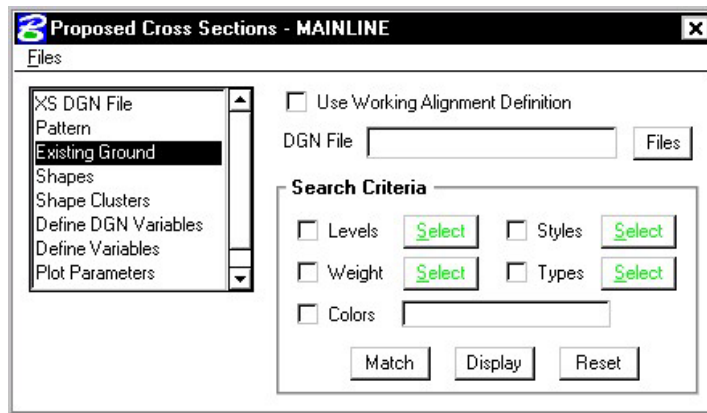 Proposed Cross Sections - MAINLINE
Files
XS DGN File
Pattern
Existing Ground
Shapes
Shape Clusters
Define DGN Variables
Define Variables
Plot Parameters
Use Working Alignment Definition
DGN File
Files
Search Criteria
Levels Select Styles Select
Weight Select Types Select
Colors
Match Display Reset